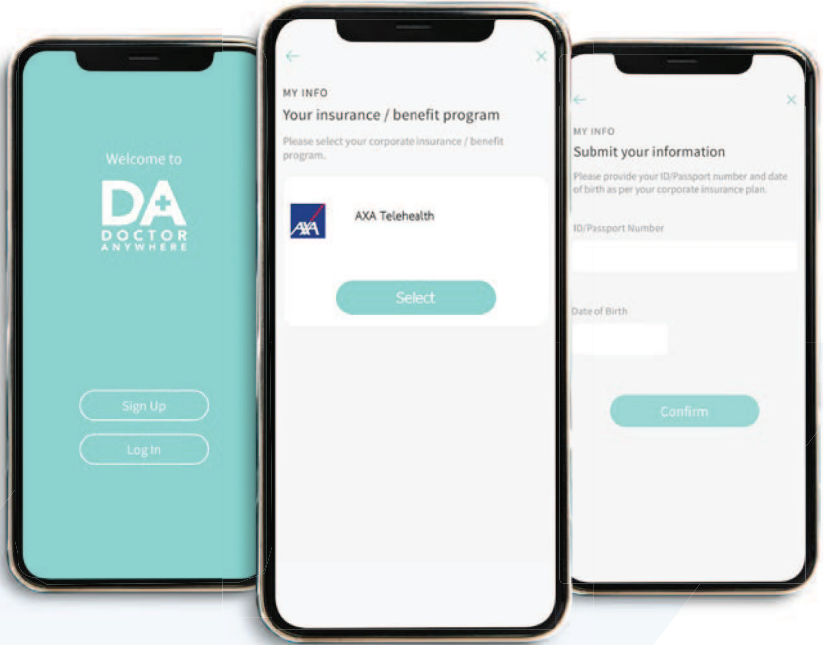 Welcome to
DA
DOCTOR
ANYWHERE
Sign Up
Log In
MY INFO
Your insurance / benefit program
Please select your corporate insurance / benefit
program.
AXA
AXA Telehealth
Select
MY INFO
Submit your information
Please provide your ID/Passport number and date
of birth as per your corporate insurance plan.
ID/Passport Number
Date of Birth
Confirm